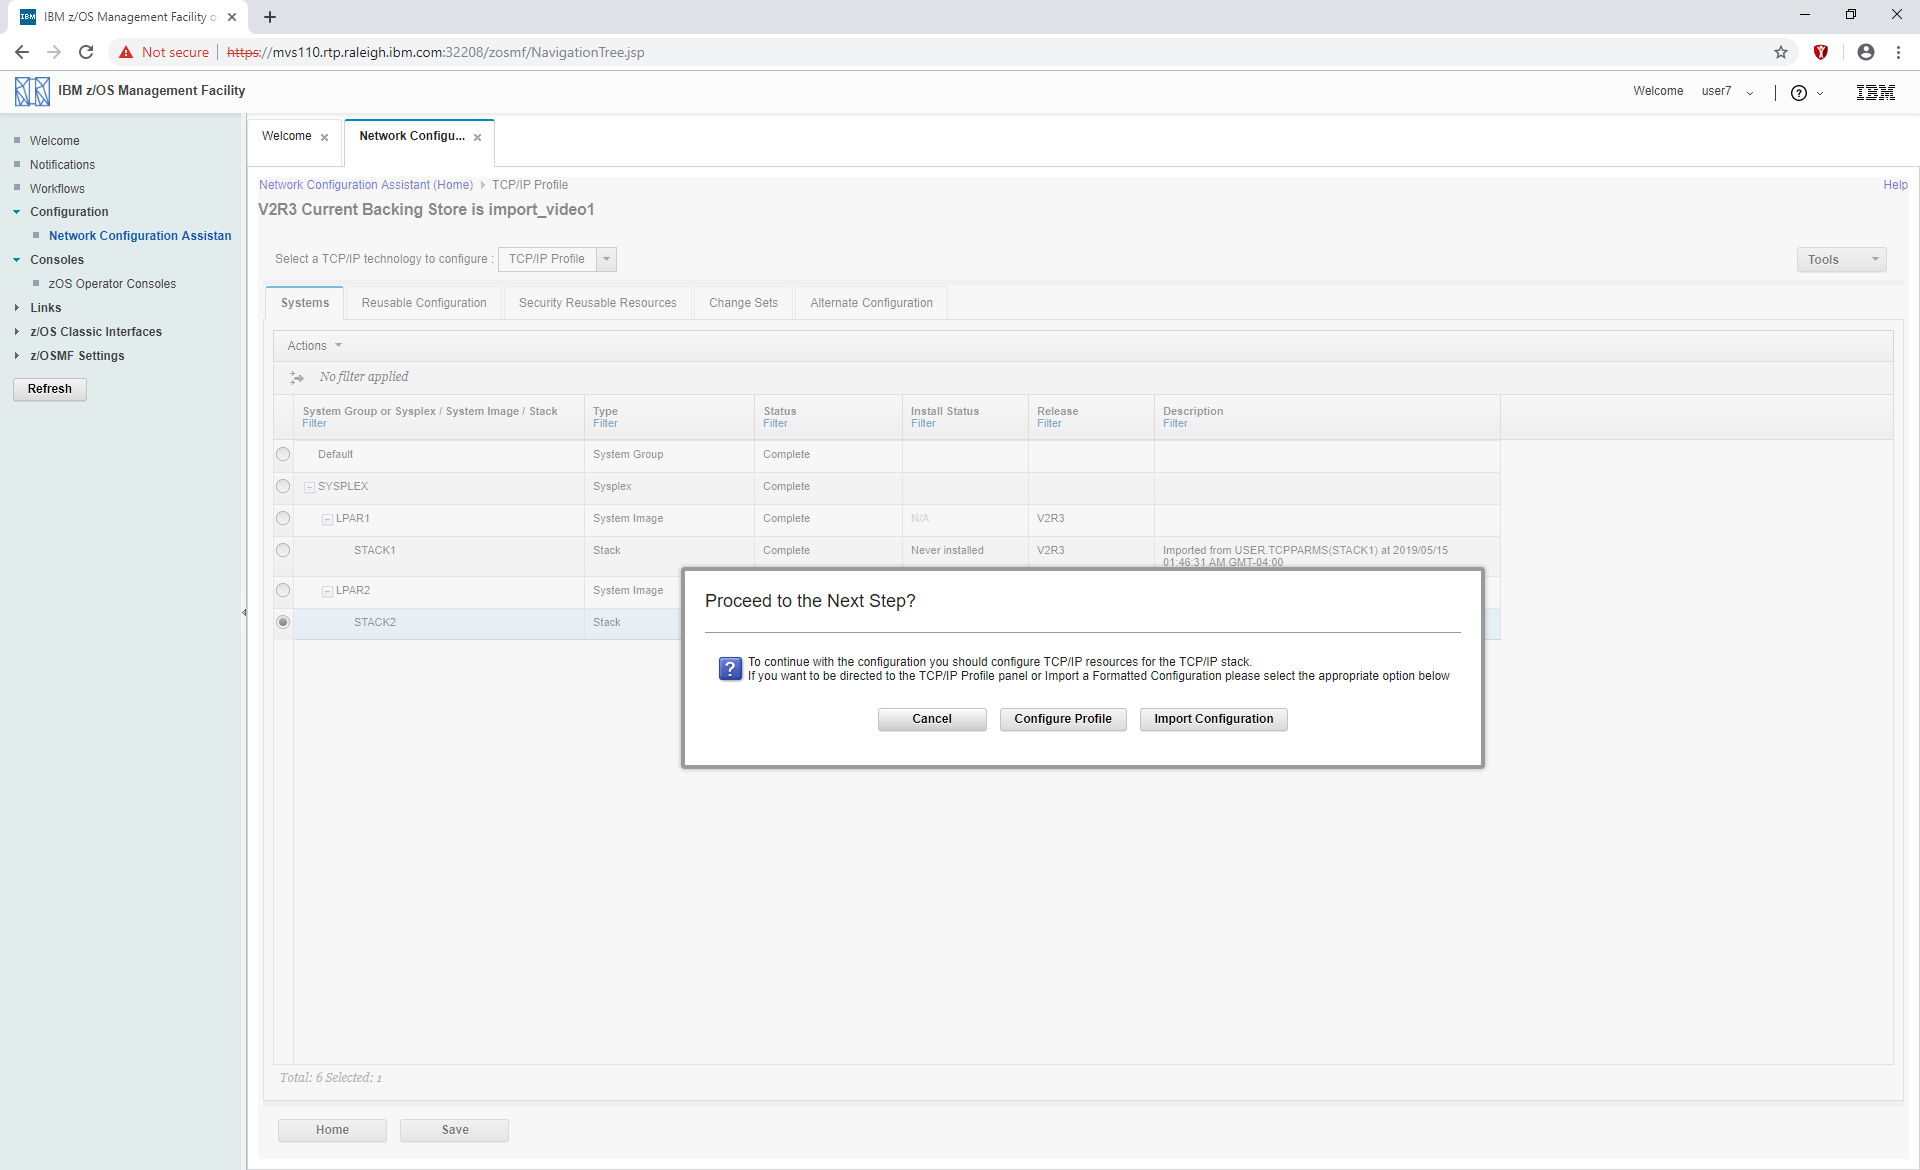 IBM z/OS Management Facility o
Not secure
https://mvs110.rtp.raleigh.ibm.com:32208/zosmf/NavigationTree.jsp
IBM z/OS Management Facility
Welcome user7
IBM
Welcome
Notifications
Workflows
Configuration
Network Configuration Assistan
Consoles
zOS Operator Consoles
Links
z/OS Classic Interfaces
z/OSMF Settings
Refresh
Welcome
Network Configu...
Network Configuration Assistant (Home) TCP/IP Profile
Help
V2R3 Current Backing Store is import_video1
Select a TCP/IP technology to configure : TCP/IP Profile
Tools
Systems Reusable Configuration Security Reusable Resources Change Sets Alternate Configuration
Actions
No filter applied
System Group or Sysplex / System Image / Stack Type Status Install Status Release Description
Filter Filter Filter Filter Filter Filter
Default System Group Complete
SYSPLEX Sysplex Complete
LPAR1 System Image Complete N/A V2R3
STACK1 Stack Complete Never installed V2R3 Imported from USER.TCPPARMS(STACK1) at 2019/05/15
01:46:31 AM GMT-04:00
LPAR2 System Image
STACK2 Stack
Proceed to the Next Step?
?
To continue with the configuration you should configure TCP/IP resources for the TCP/IP stack.
If you want to be directed to the TCP/IP Profile panel or Import a Formatted Configuration please select the appropriate option below
Cancel Configure Profile Import Configuration
Total: 6 Selected: 1
Home Save